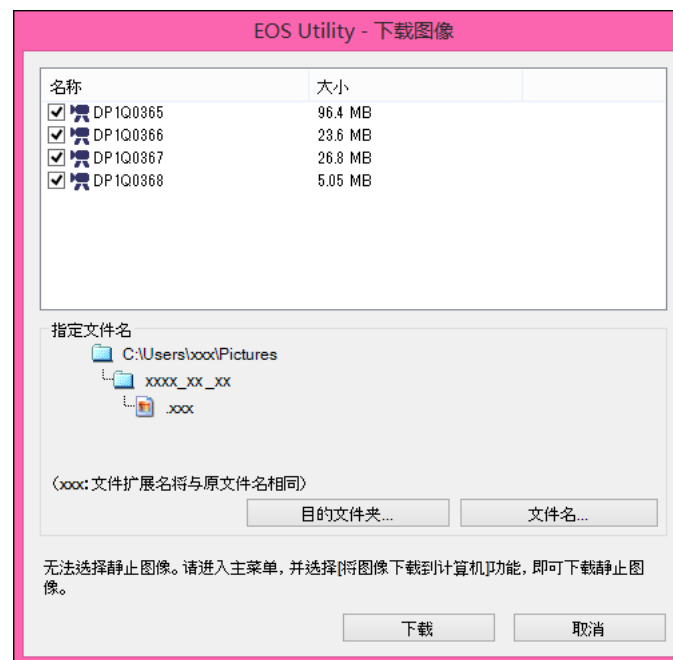 EOS Utility - 下载图像
名称 大小
DP1Q0365 96.4 MB
DP1Q0366 23.6 MB
DP1Q0367 26.8 MB
DP1Q0368 5.05 MB
指定文件名
C:\Users\xxx\Pictures
xxxx_xx_xx
.xxx
(xxx:文件扩展名将与原文件名相同)
目的文件夹... 文件名...
无法选择静止图像。请进入主菜单,并选择[将图像下载到计算机]功能,即可下载静止图
像。
下载 取消